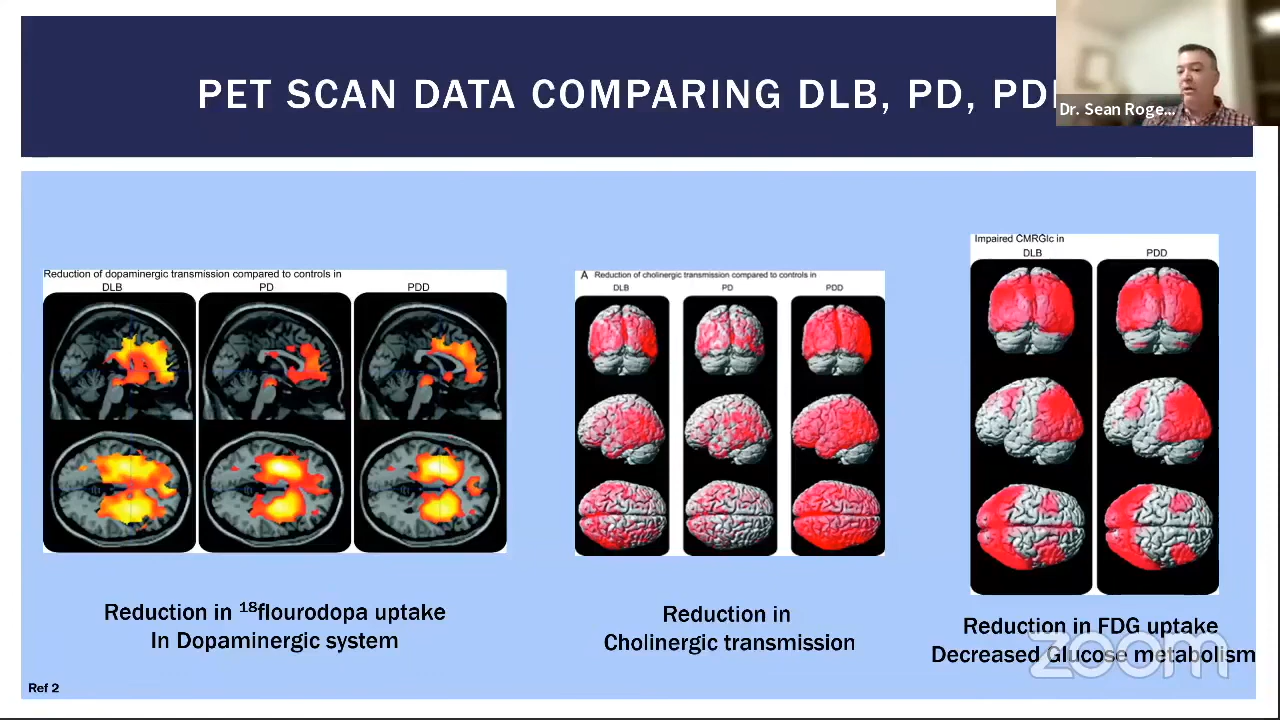 PET SCAN DATA COMPARING DLB, PD,
Dr. Sean Roge...
Reduction of dopaminergic transmission compared to controls in
DLB PD PDD
A Reduction of cholinergic transmission compared to controls in
DLB PD PDD
Impaired CMRGlc in
DLB PDD
Reduction in ¹⁸flourodopa uptake
In Dopaminergic system
Reduction in
Cholinergic transmission
Reduction in FDG uptake
Decreased Glucose metabolism
zoom
Ref 2